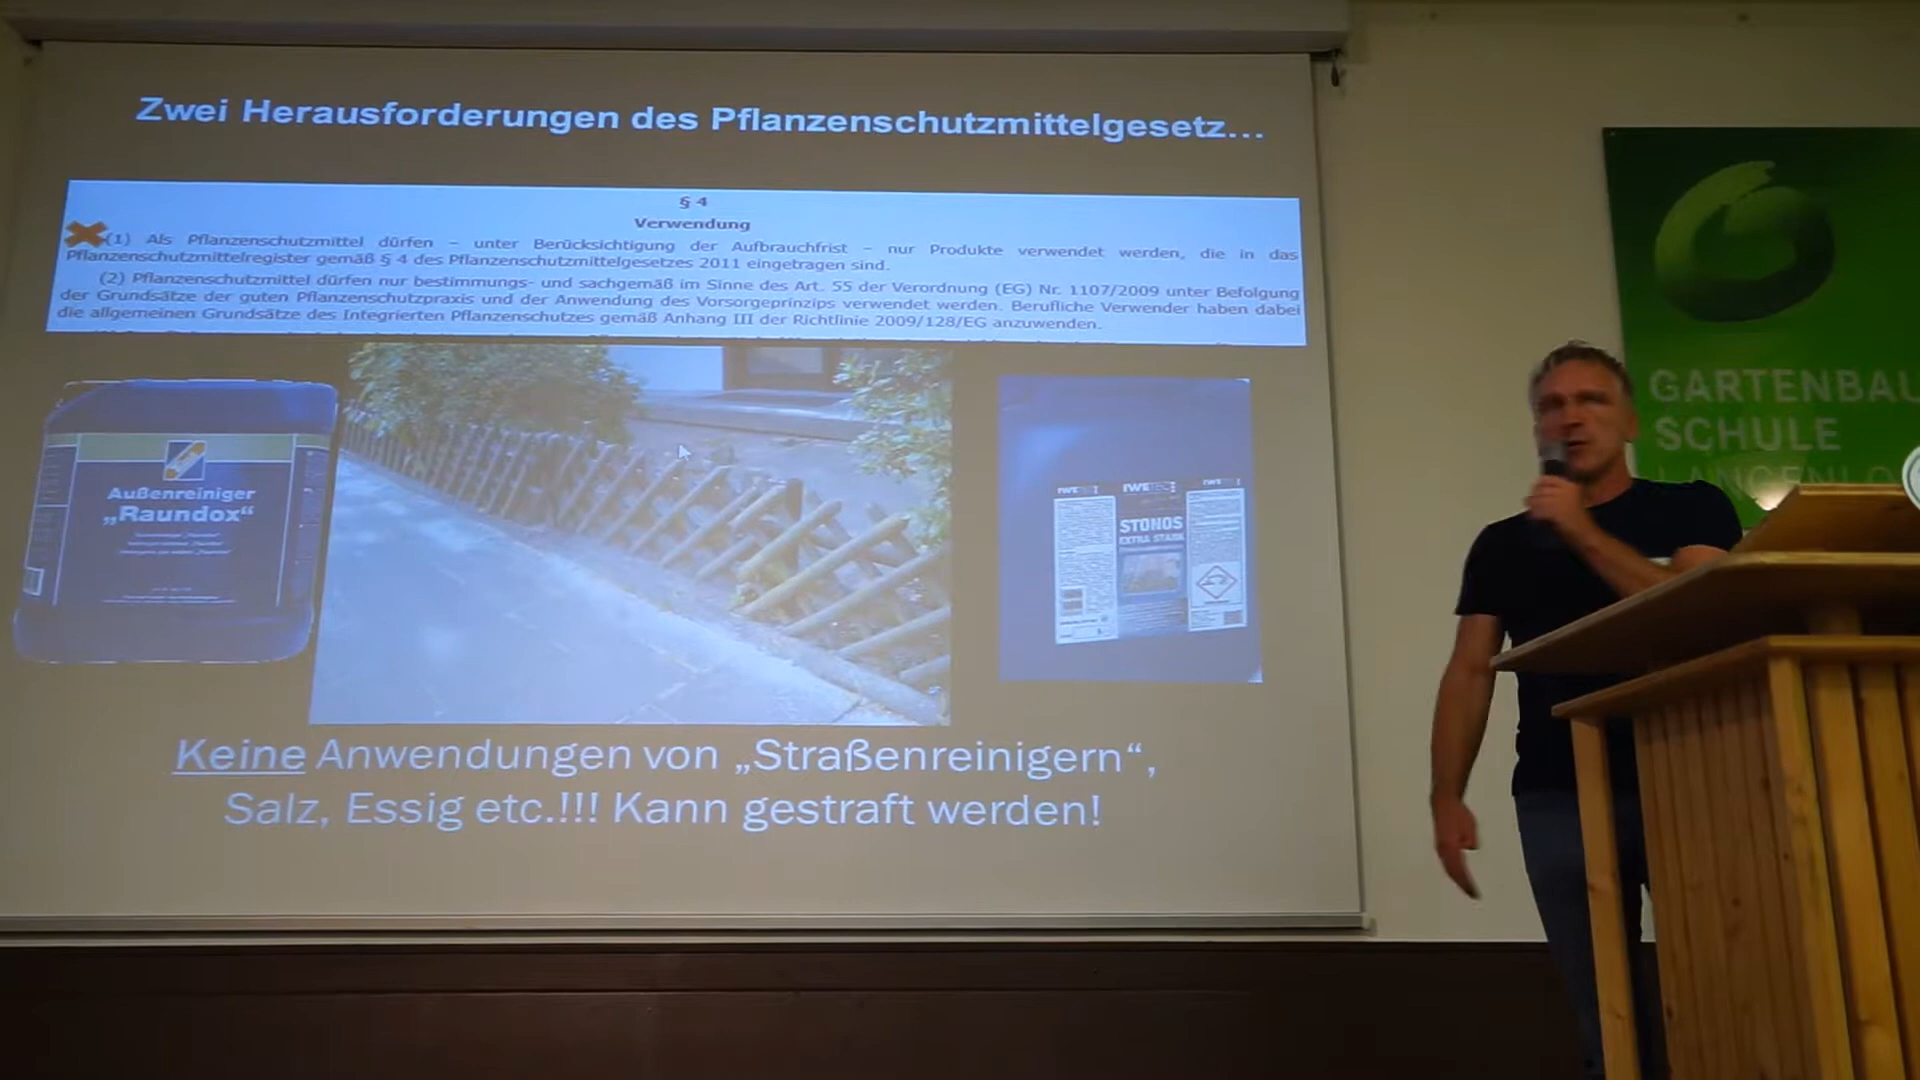 Zwei Herausforderungen des Pflanzenschutzmittelgesetz...
§ 4
Verwendung
(1) Als Pflanzenschutzmittel dürfen – unter Berücksichtigung der Aufbrauchfrist – nur Produkte verwendet werden, die in das
Pflanzenschutzmittelregister gemäß § 4 des Pflanzenschutzmittelgesetzes 2011 eingetragen sind.
(2) Pflanzenschutzmittel dürfen nur bestimmungs- und sachgemäß im Sinne des Art. 55 der Verordnung (EG) Nr. 1107/2009 unter Befolgung
der Grundsätze der guten Pflanzenschutzpraxis und der Anwendung des Vorsorgeprinzips verwendet werden. Berufliche Verwender haben dabei
die allgemeinen Grundsätze des Integrierten Pflanzenschutzes gemäß Anhang III der Richtlinie 2009/128/EG anzuwenden.
Außenreiniger
„Raundox“
STONOS
EXTRA STARK
Keine Anwendungen von „Straßenreinigern“,
Salz, Essig etc.!!! Kann gestraft werden!
GARTENBAU
SCHULE
LANGENLO